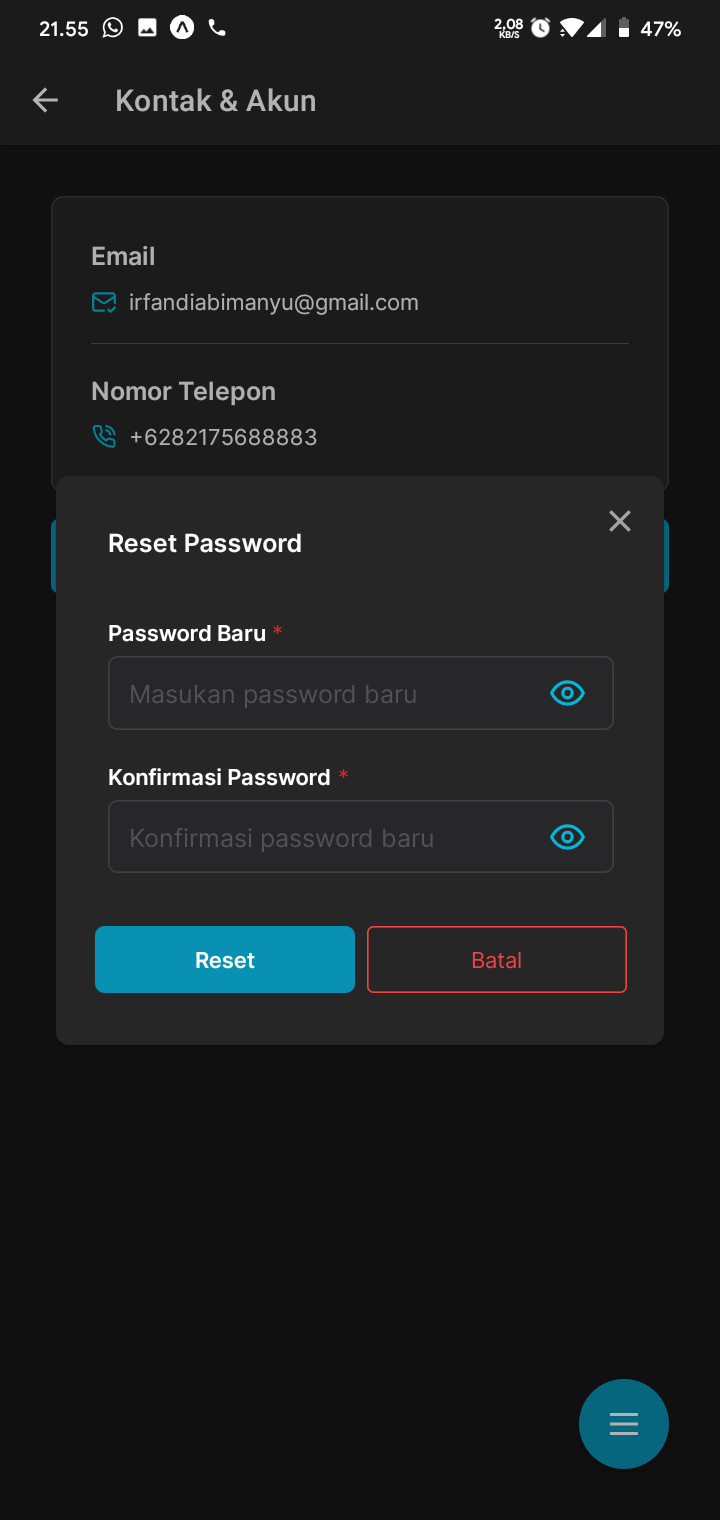 21.55
2,08
KB/S
47%
Kontak & Akun
Email
irfandiabimanyu@gmail.com
Nomor Telepon
+6282175688883
Reset Password
Password Baru *
Masukan password baru
Konfirmasi Password *
Konfirmasi password baru
Reset
Batal